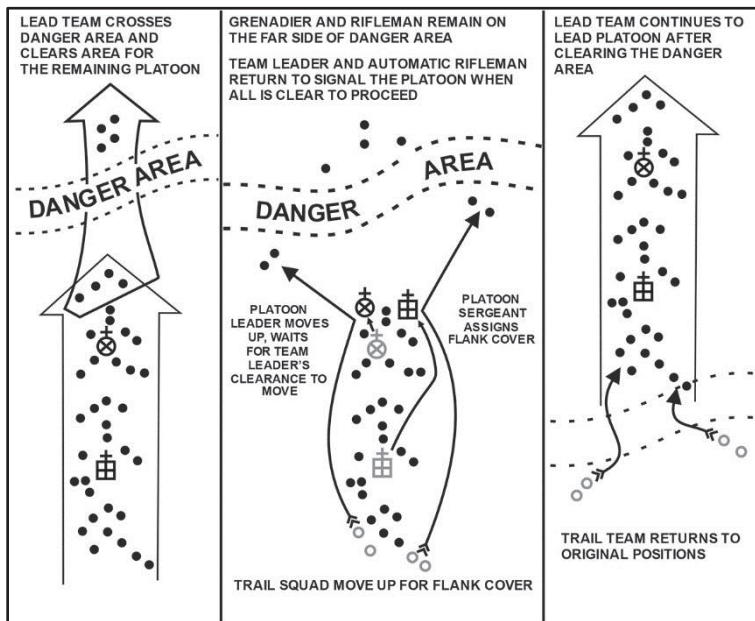 LEAD TEAM CROSSES
DANGER AREA AND
CLEARS AREA FOR
THE REMAINING PLATOON
DANGER AREA
GRENADIER AND RIFLEMAN REMAIN ON
THE FAR SIDE OF DANGER AREA
TEAM LEADER AND AUTOMATIC RIFLEMAN
RETURN TO SIGNAL THE PLATOON WHEN
ALL IS CLEAR TO PROCEED
DANGER AREA
PLATOON
LEADER MOVES
UP, WAITS
FOR TEAM
LEADER'S
CLEARANCE TO
MOVE
PLATOON
SERGEANT
ASSIGNS
FLANK COVER
TRAIL SQUAD MOVE UP FOR FLANK COVER
LEAD TEAM CONTINUES TO
LEAD PLATOON AFTER
CLEARING THE DANGER
AREA
TRAIL TEAM RETURNS TO
ORIGINAL POSITIONS